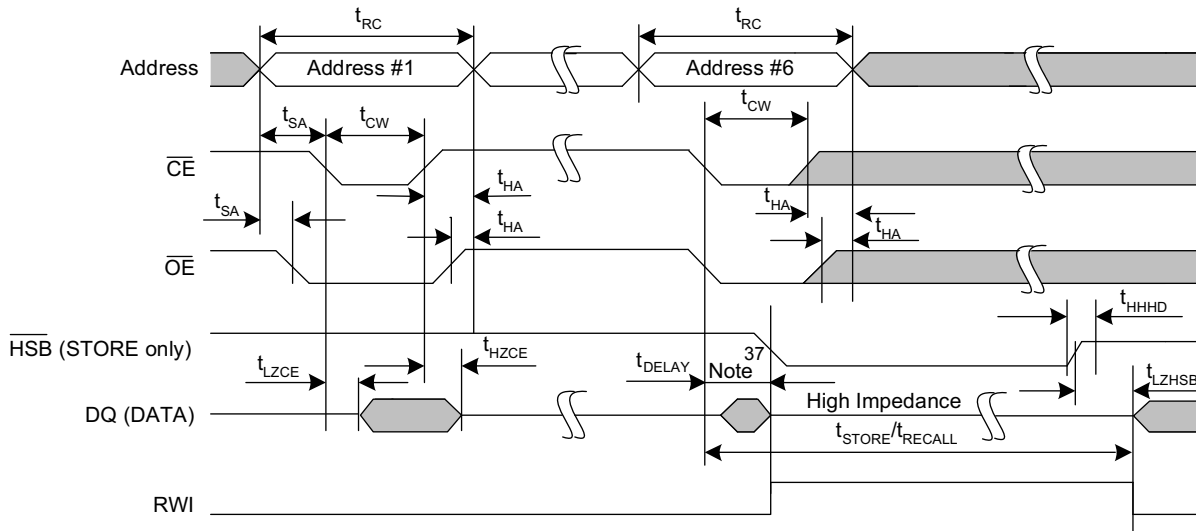 tRC tRC
Address Address #1 Address #6
tCW
tSA tCW
CE
tHA tHA
tSA tHA tHA
OE
tHHHD
HSB (STORE only)
tHZCE 37
tLZCE tDELAY Note tLZHSB
DQ (DATA) High Impedance
tSTORE/tRECALL
RWI